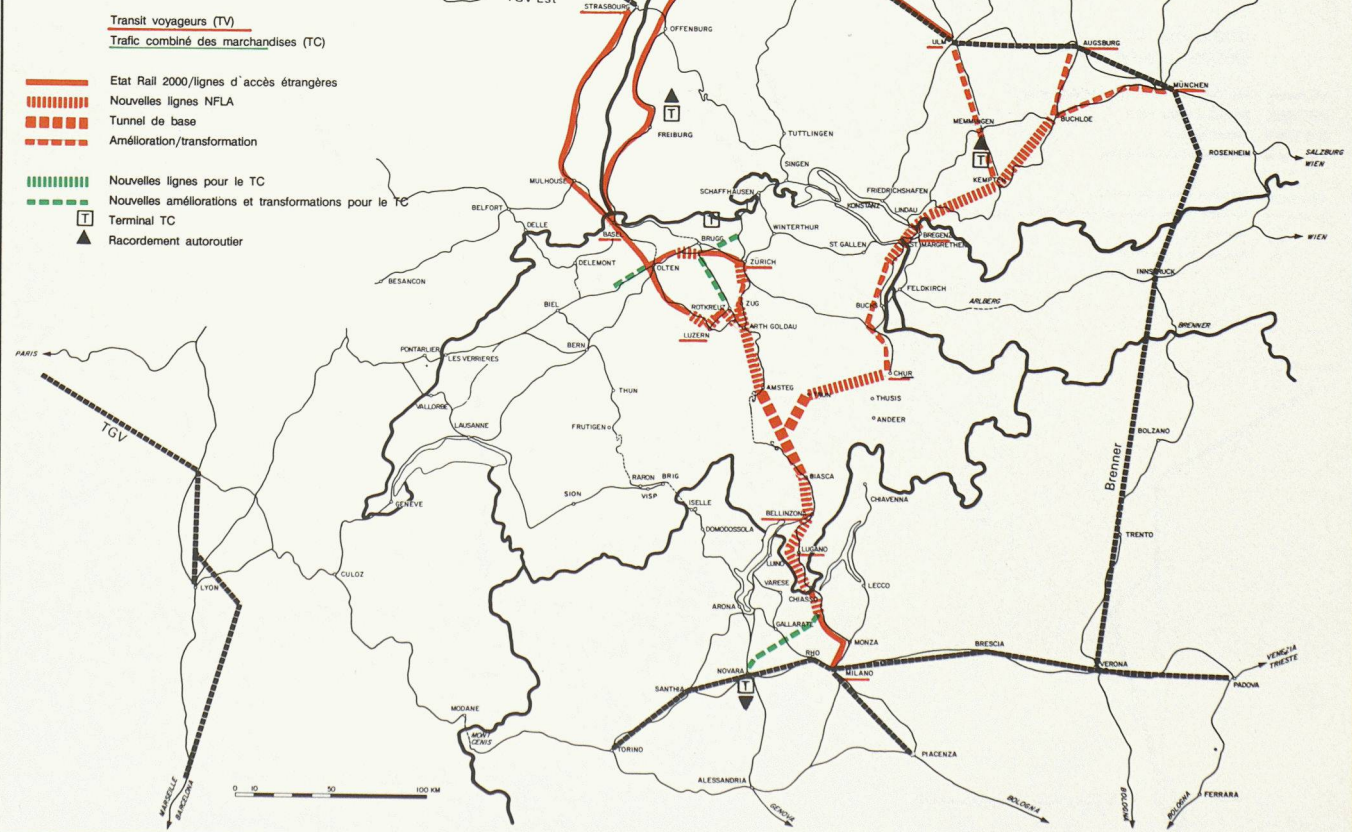 TGV Est
STRASBOURG
Transit voyageurs (TV)
Trafic combiné des marchandises (TC)
OFFENBURG
ULM
AUGSBURG
Etat Rail 2000/lignes d`accès étrangères
Nouvelles lignes NFLA
Tunnel de base
Amélioration/transformation
MÜNCHEN
T
FREIBURG
MEMMINGEN
BUCHLOE
TUTTLINGEN
T
ROSENHEIM
SALZBURG
WIEN
SINGEN
Nouvelles lignes pour le TC
Nouvelles améliorations et transformations pour le TC
T
Terminal TC
Racordement autoroutier
MULHOUSE
SCHAFFHAUSEN
FRIEDRICHSHAFEN
KEMPTEN
KONSTANZ
LINDAU
BELFORT
DELLE
BASEL
T
WINTERTHUR
BREGENZ
ST. GALLEN
ST. MARGRETHEN
WIEN
BRUGG
DELEMONT
OLTEN
ZÜRICH
INNSBRUCK
BESANCON
FELDKIRCH
BIEL
ROTKREUZ
ZUG
BUCHS
ARLBERG
LUZERN
ARTH GOLDAU
BRENNER
BERN
PARIS
PONTARLIER
LES VERRIERES
CHUR
THUN
AMSTEG
THUSIS
VALLORBE
ANDEER
LAUSANNE
FRUTIGEN
TGV
BOLZANO
Brenner
RARON
BRIG
BIASCA
VISP
SION
GENÈVE
ISELLE
CHIAVENNA
BELLINZONA
DOMODOSSOLA
TRENTO
LUGANO
LUINO
CULOZ
VARESE
LECCO
LYON
CHIASSO
ARONA
GALLARATE
MONZA
BRESCIA
RHO
VENEZIA
TRIESTE
NOVARA
MILANO
VERONA
SANTHIA
T
PADOVA
MODANE
MONT
CENIS
TORINO
PIACENZA
ALESSANDRIA
0 10 50 100 KM
MARSEILLE
BARCELONA
GENOVA
BOLOGNA
BOLOGNA
BOLOGNA
FERRARA